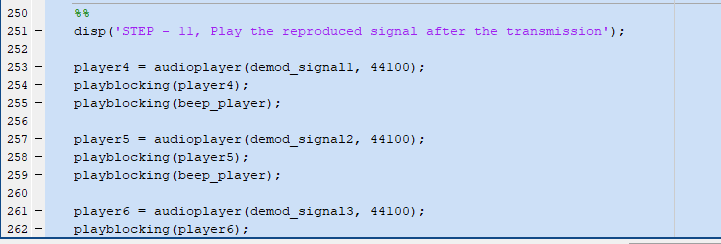 250 %%
251 - disp('STEP - 11, Play the reproduced signal after the transmission');
252
253 - player4 = audioplayer(demod_signal1, 44100);
254 - playblocking(player4);
255 - playblocking(beep_player);
256
257 - player5 = audioplayer(demod_signal2, 44100);
258 - playblocking(player5);
259 - playblocking(beep_player);
260
261 - player6 = audioplayer(demod_signal3, 44100);
262 - playblocking(player6);